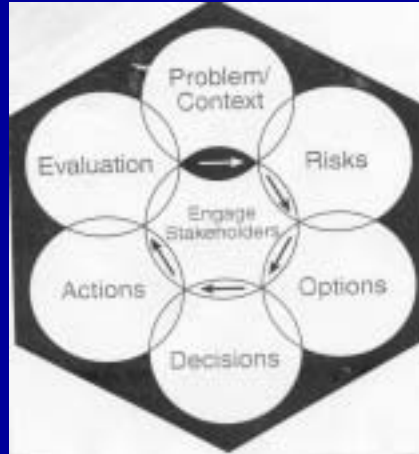 Problem/
Context
Risks
Options
Decisions
Actions
Evaluation
Engage
Stakeholders